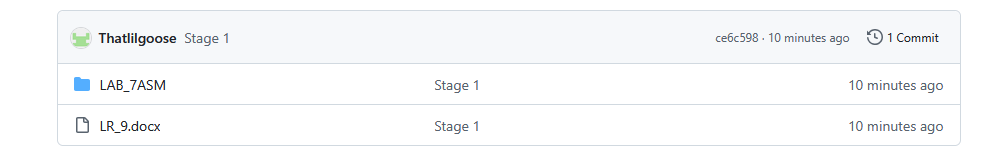 Thatlilgoose Stage 1 ce6c598 · 10 minutes ago 1 Commit
LAB_7ASM Stage 1 10 minutes ago
LR_9.docx Stage 1 10 minutes ago